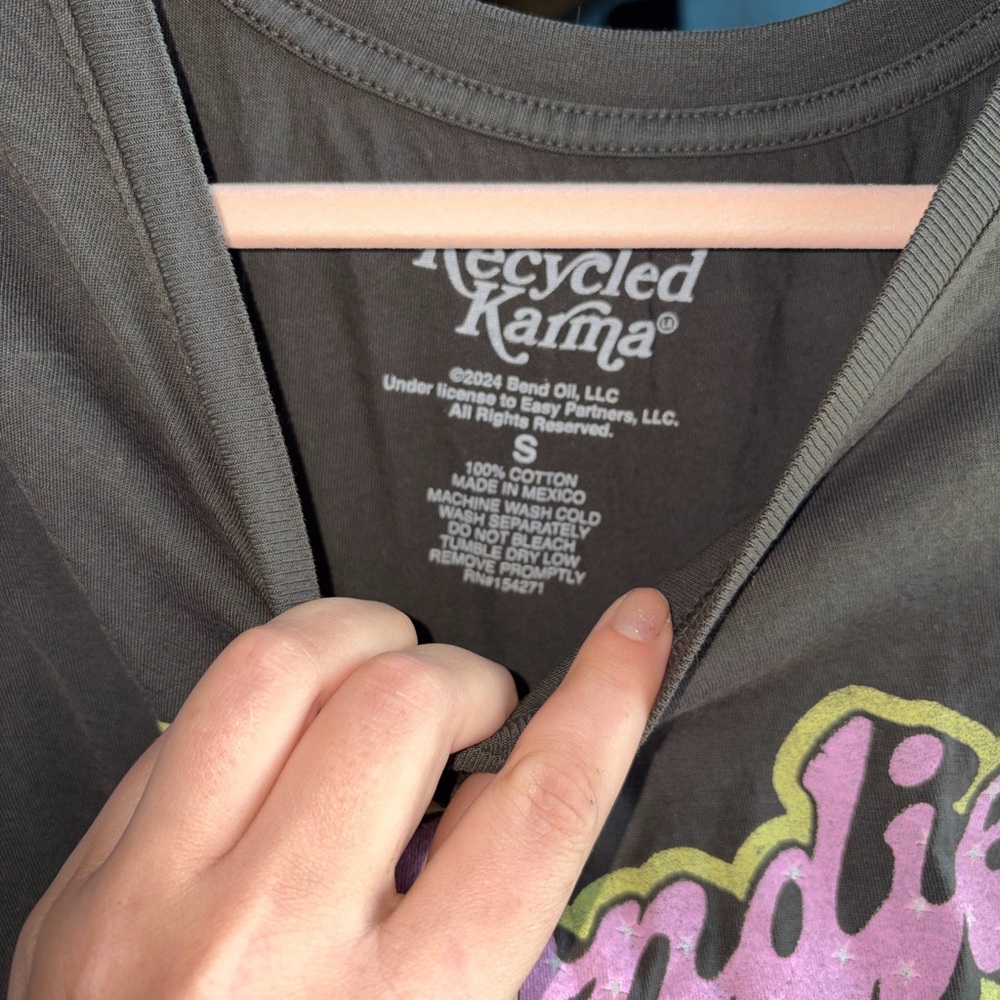 Recycled
Karma®
©2024 Bend Oil, LLC
Under license to Easy Partners, LLC.
All Rights Reserved.
S
100% COTTON
MADE IN MEXICO
MACHINE WASH COLD
WASH SEPARATELY
DO NOT BLEACH
TUMBLE DRY LOW
REMOVE PROMPTLY
RN#154271